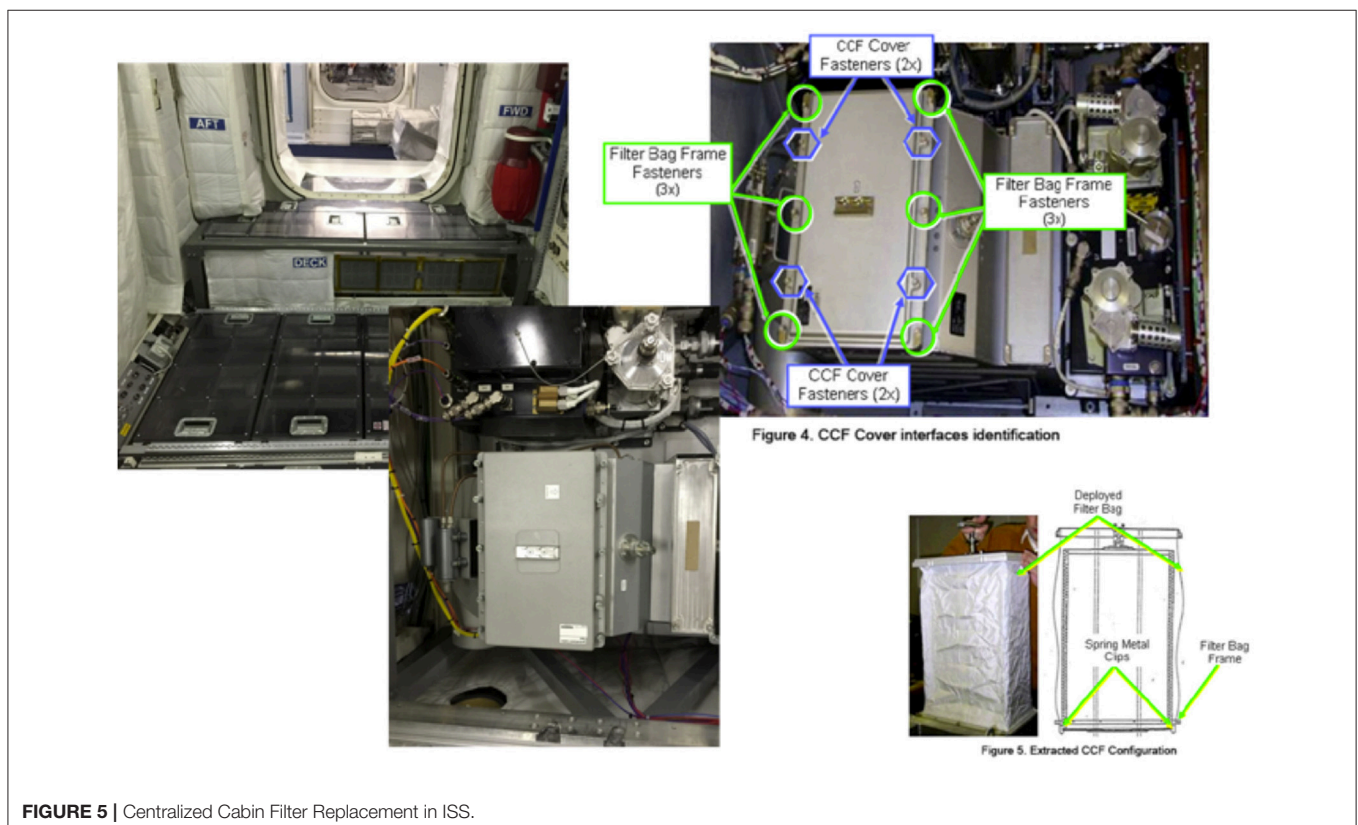 AFT
FWD
DECK
CCF Cover
Fasteners (2x)
Filter Bag Frame
Fasteners
(3x)
Filter Bag Frame
Fasteners
(3x)
CCF Cover
Fasteners (2x)
Figure 4. CCF Cover interfaces identification
Deployed
Filter Bag
Spring Metal
Clips
Filter Bag
Frame
Figure 5. Extracted CCF Configuration
FIGURE 5 | Centralized Cabin Filter Replacement in ISS.